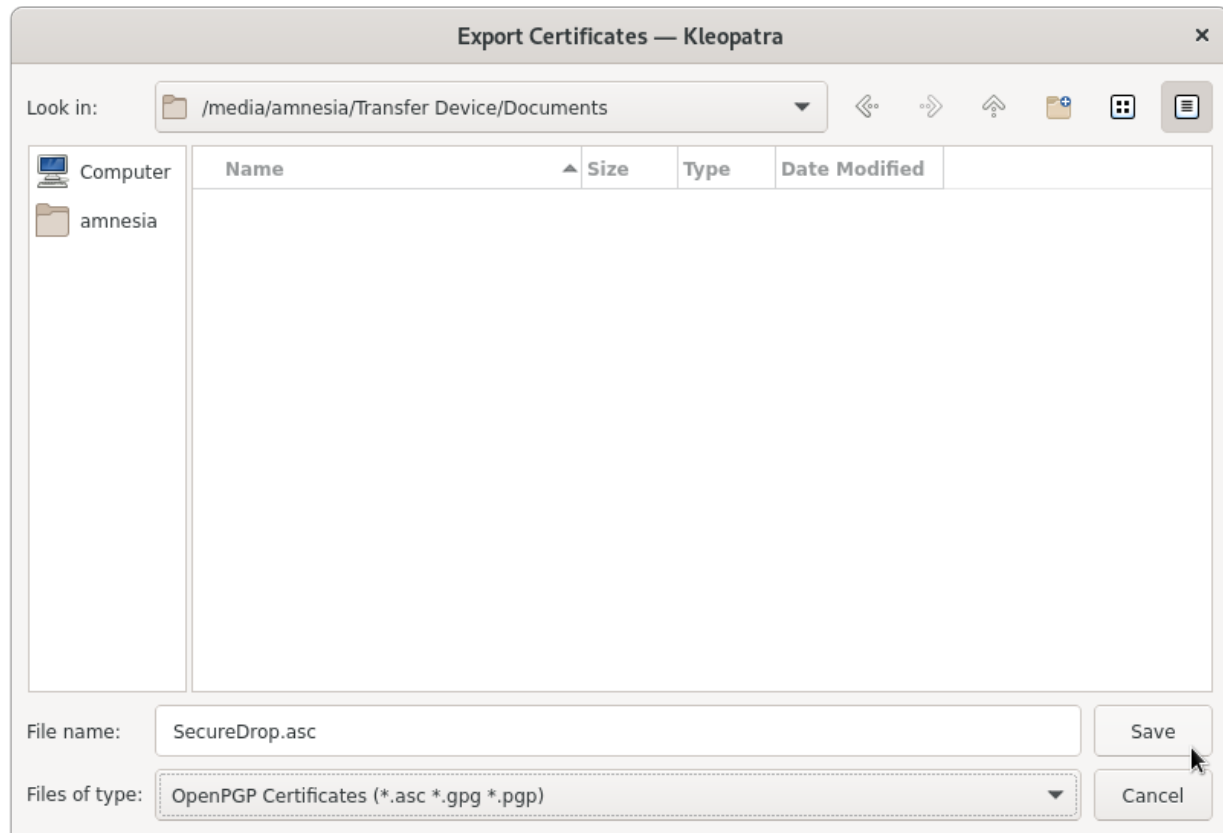 Export Certificates — Kleopatra
Look in: /media/amnesia/Transfer Device/Documents
Computer
amnesia
Name Size Type Date Modified
File name: SecureDrop.asc Save
Files of type: OpenPGP Certificates (*.asc *.gpg *.pgp) Cancel